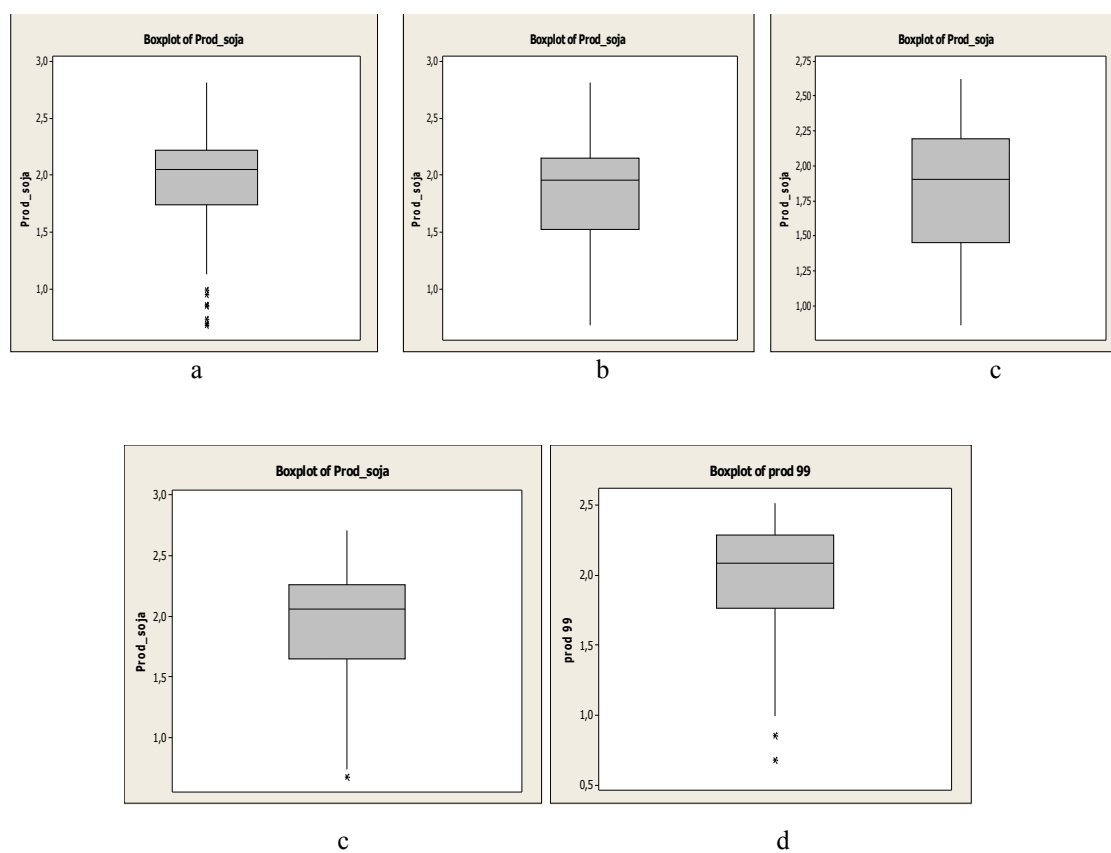 Boxplot of Prod_soja
3,0
2,5
2,0
1,5
1,0
Prod_soja
a
Boxplot of Prod_soja
3,0
2,5
2,0
1,5
1,0
Prod_soja
b
Boxplot of Prod_soja
2,75
2,50
2,25
2,00
1,75
1,50
1,25
1,00
Prod_soja
c
Boxplot of Prod_soja
3,0
2,5
2,0
1,5
1,0
Prod_soja
c
Boxplot of prod 99
2,5
2,0
1,5
1,0
0,5
prod 99
d